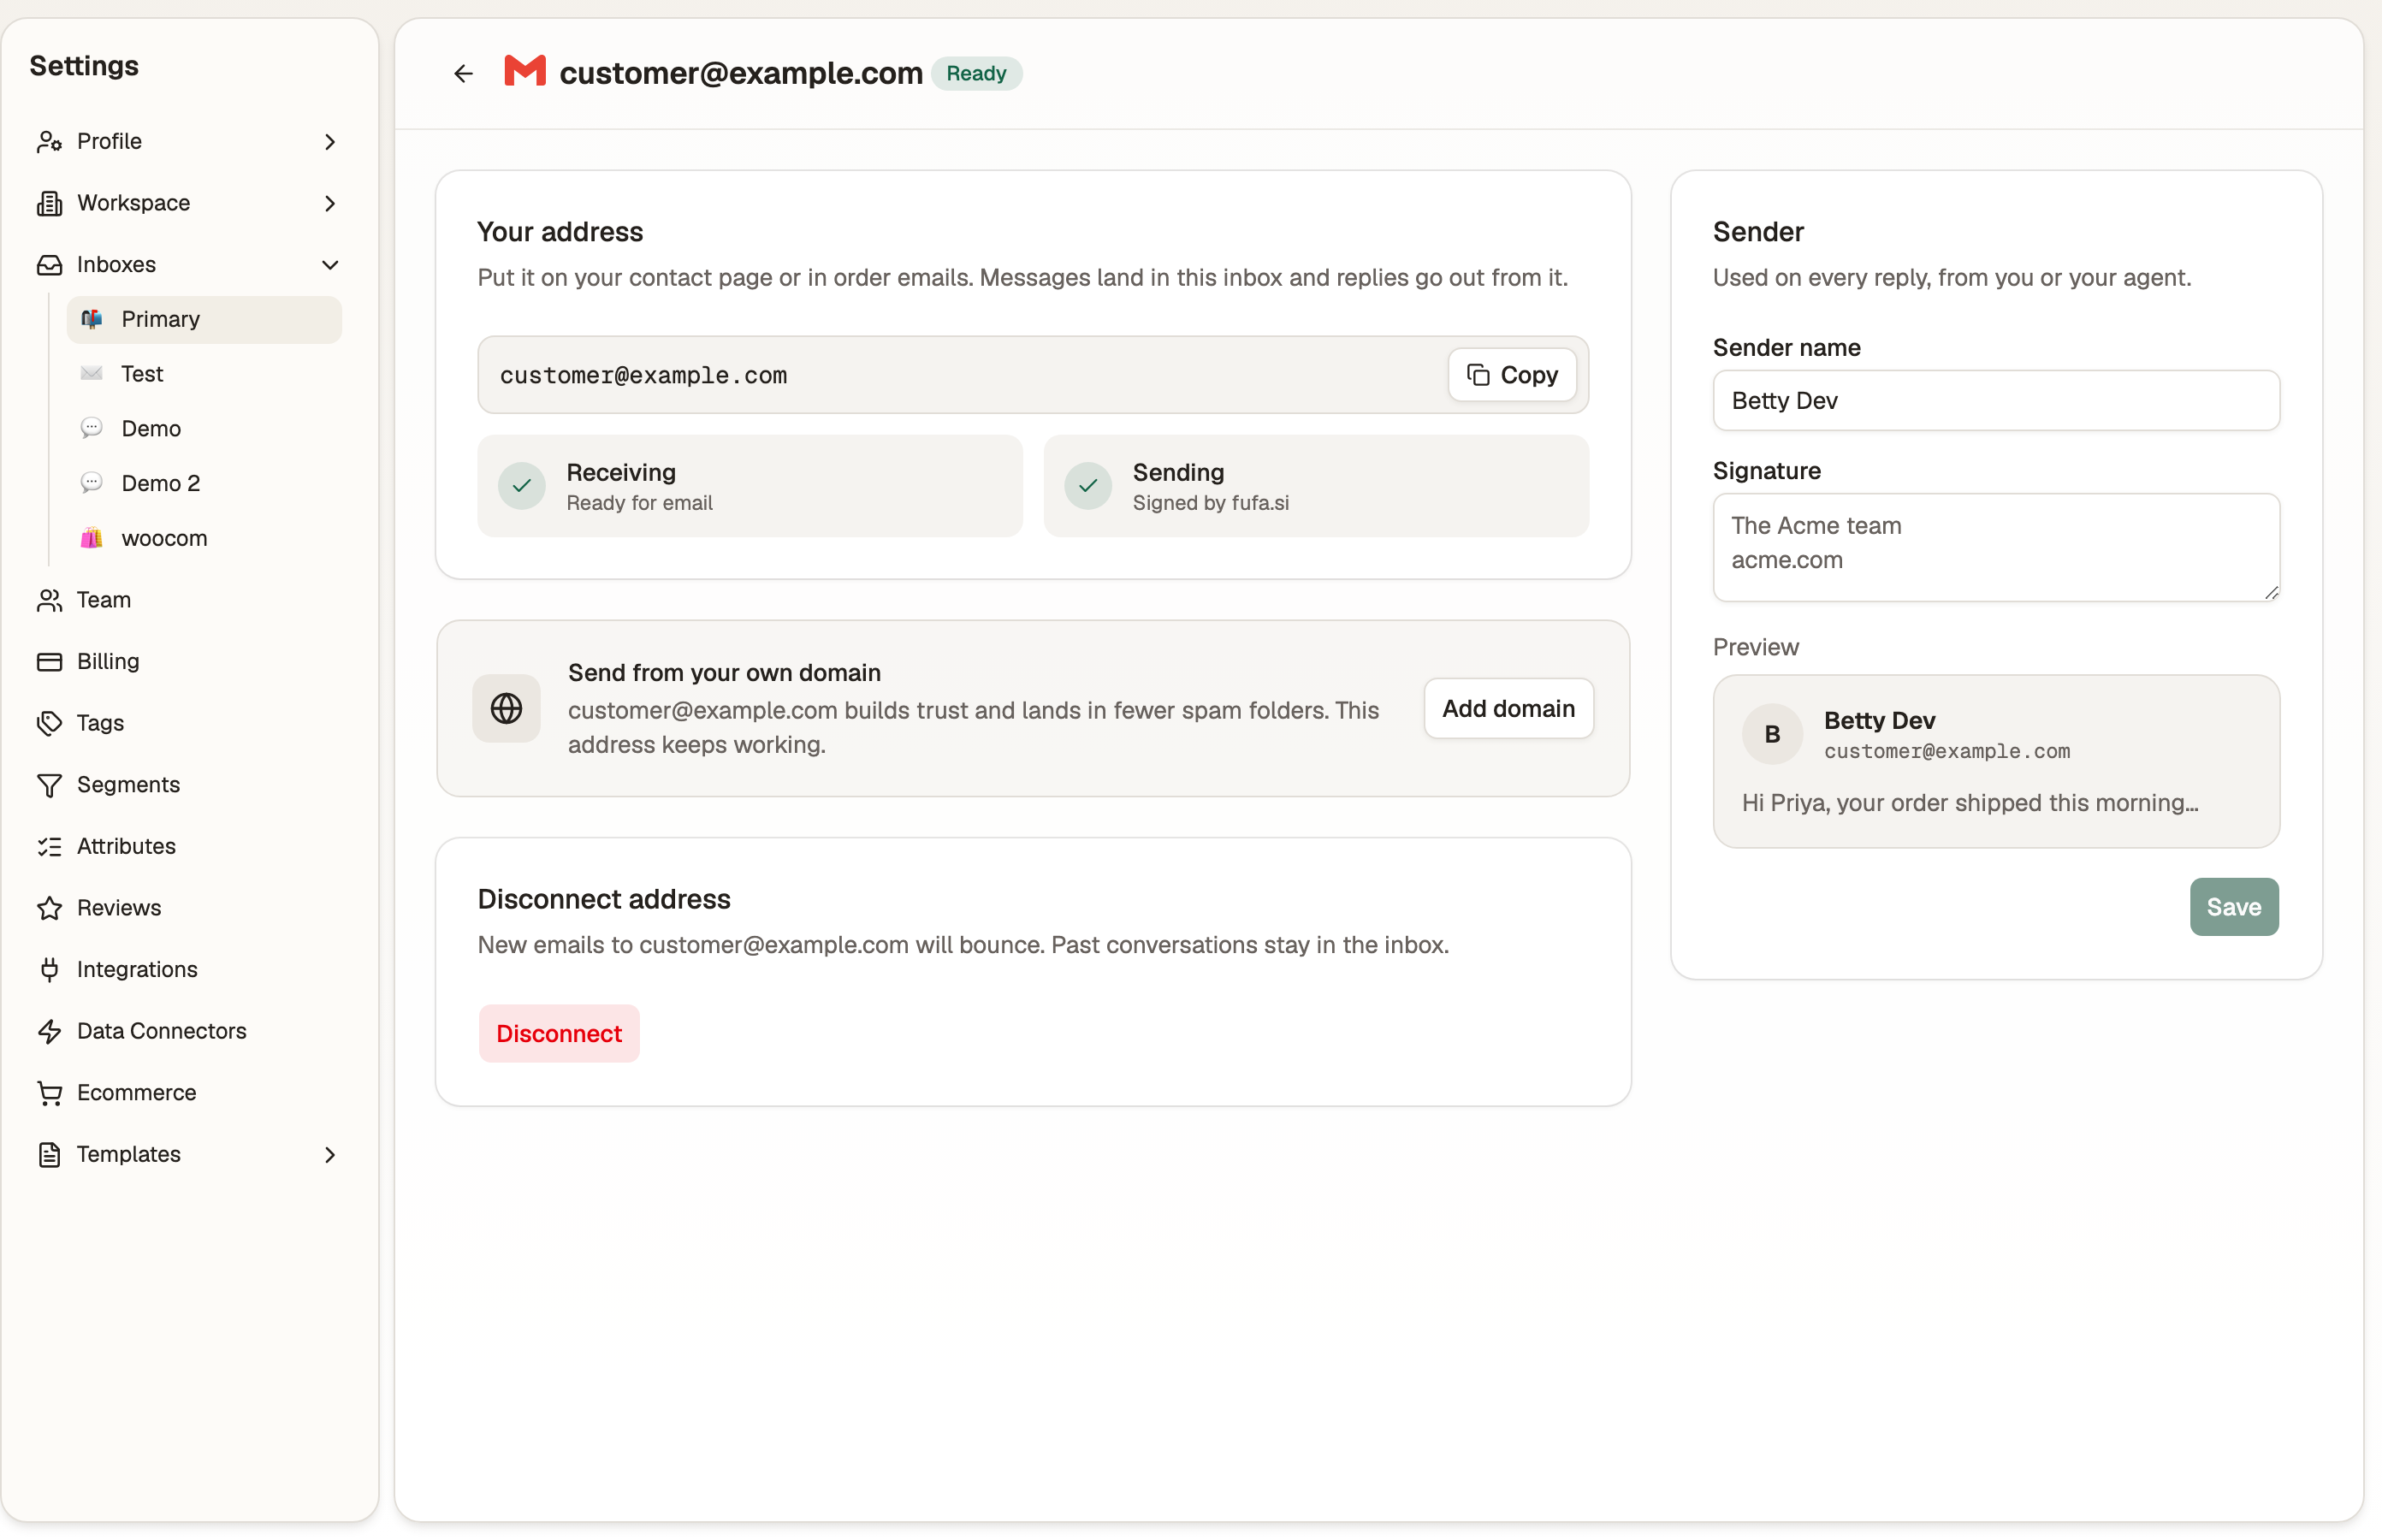 Settings
Profile
Workspace
Inboxes
Primary
Test
Demo
Demo 2
woocom
Team
Billing
Tags
Segments
Attributes
Reviews
Integrations
Data Connectors
Ecommerce
Templates
customer@example.com Ready
Your address
Put it on your contact page or in order emails. Messages land in this inbox and replies go out from it.
customer@example.com Copy
Receiving
Ready for email
Sending
Signed by fufa.si
Send from your own domain
customer@example.com builds trust and lands in fewer spam folders. This
address keeps working.
Add domain
Disconnect address
New emails to customer@example.com will bounce. Past conversations stay in the inbox.
Disconnect
Sender
Used on every reply, from you or your agent.
Sender name
Betty Dev
Signature
The Acme team
acme.com
Preview
B
Betty Dev
customer@example.com
Hi Priya, your order shipped this morning…
Save